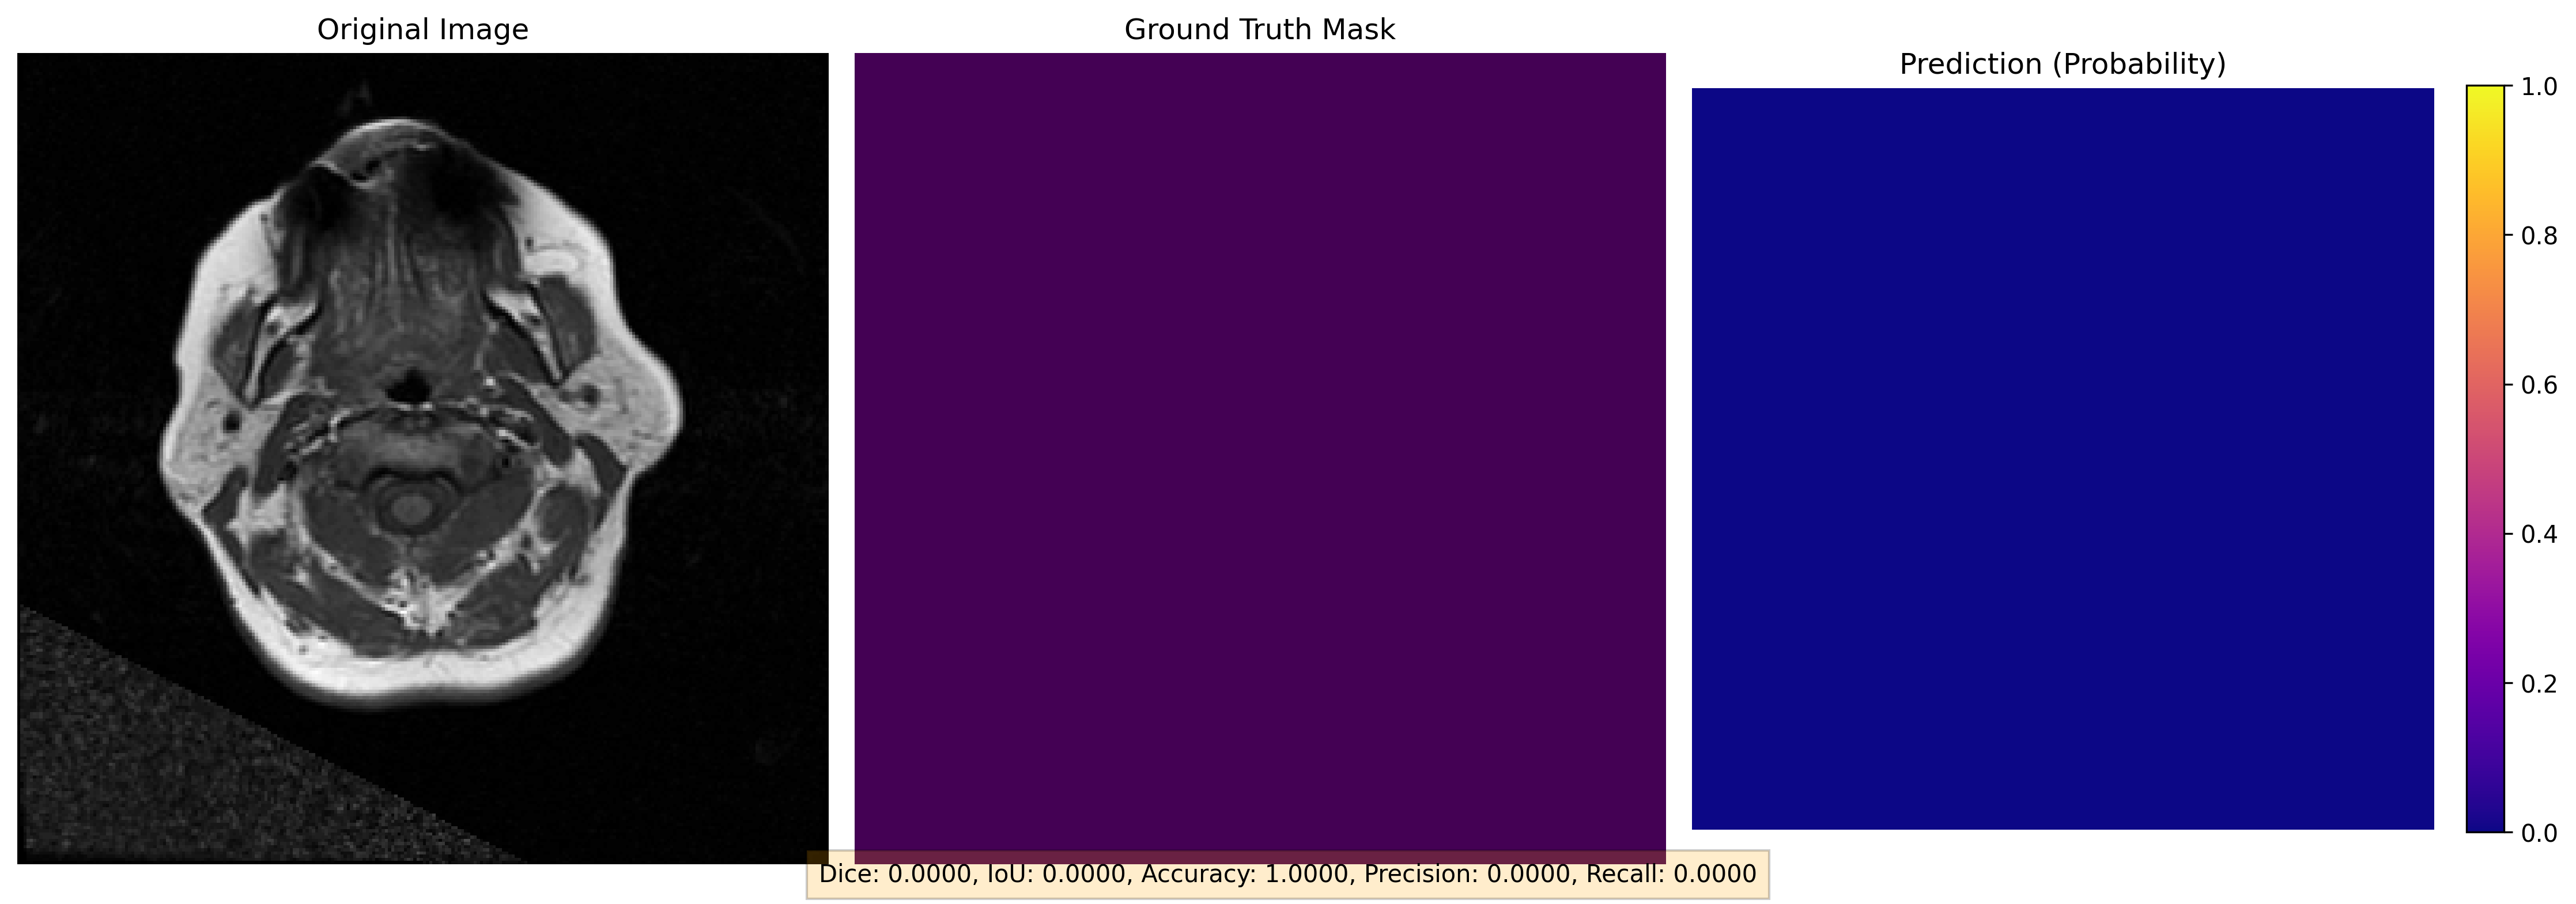 Original Image
Ground Truth Mask
Prediction (Probability)
1.0
0.8
0.6
0.4
0.2
0.0
Dice: 0.0000, IoU: 0.0000, Accuracy: 1.0000, Precision: 0.0000, Recall: 0.0000